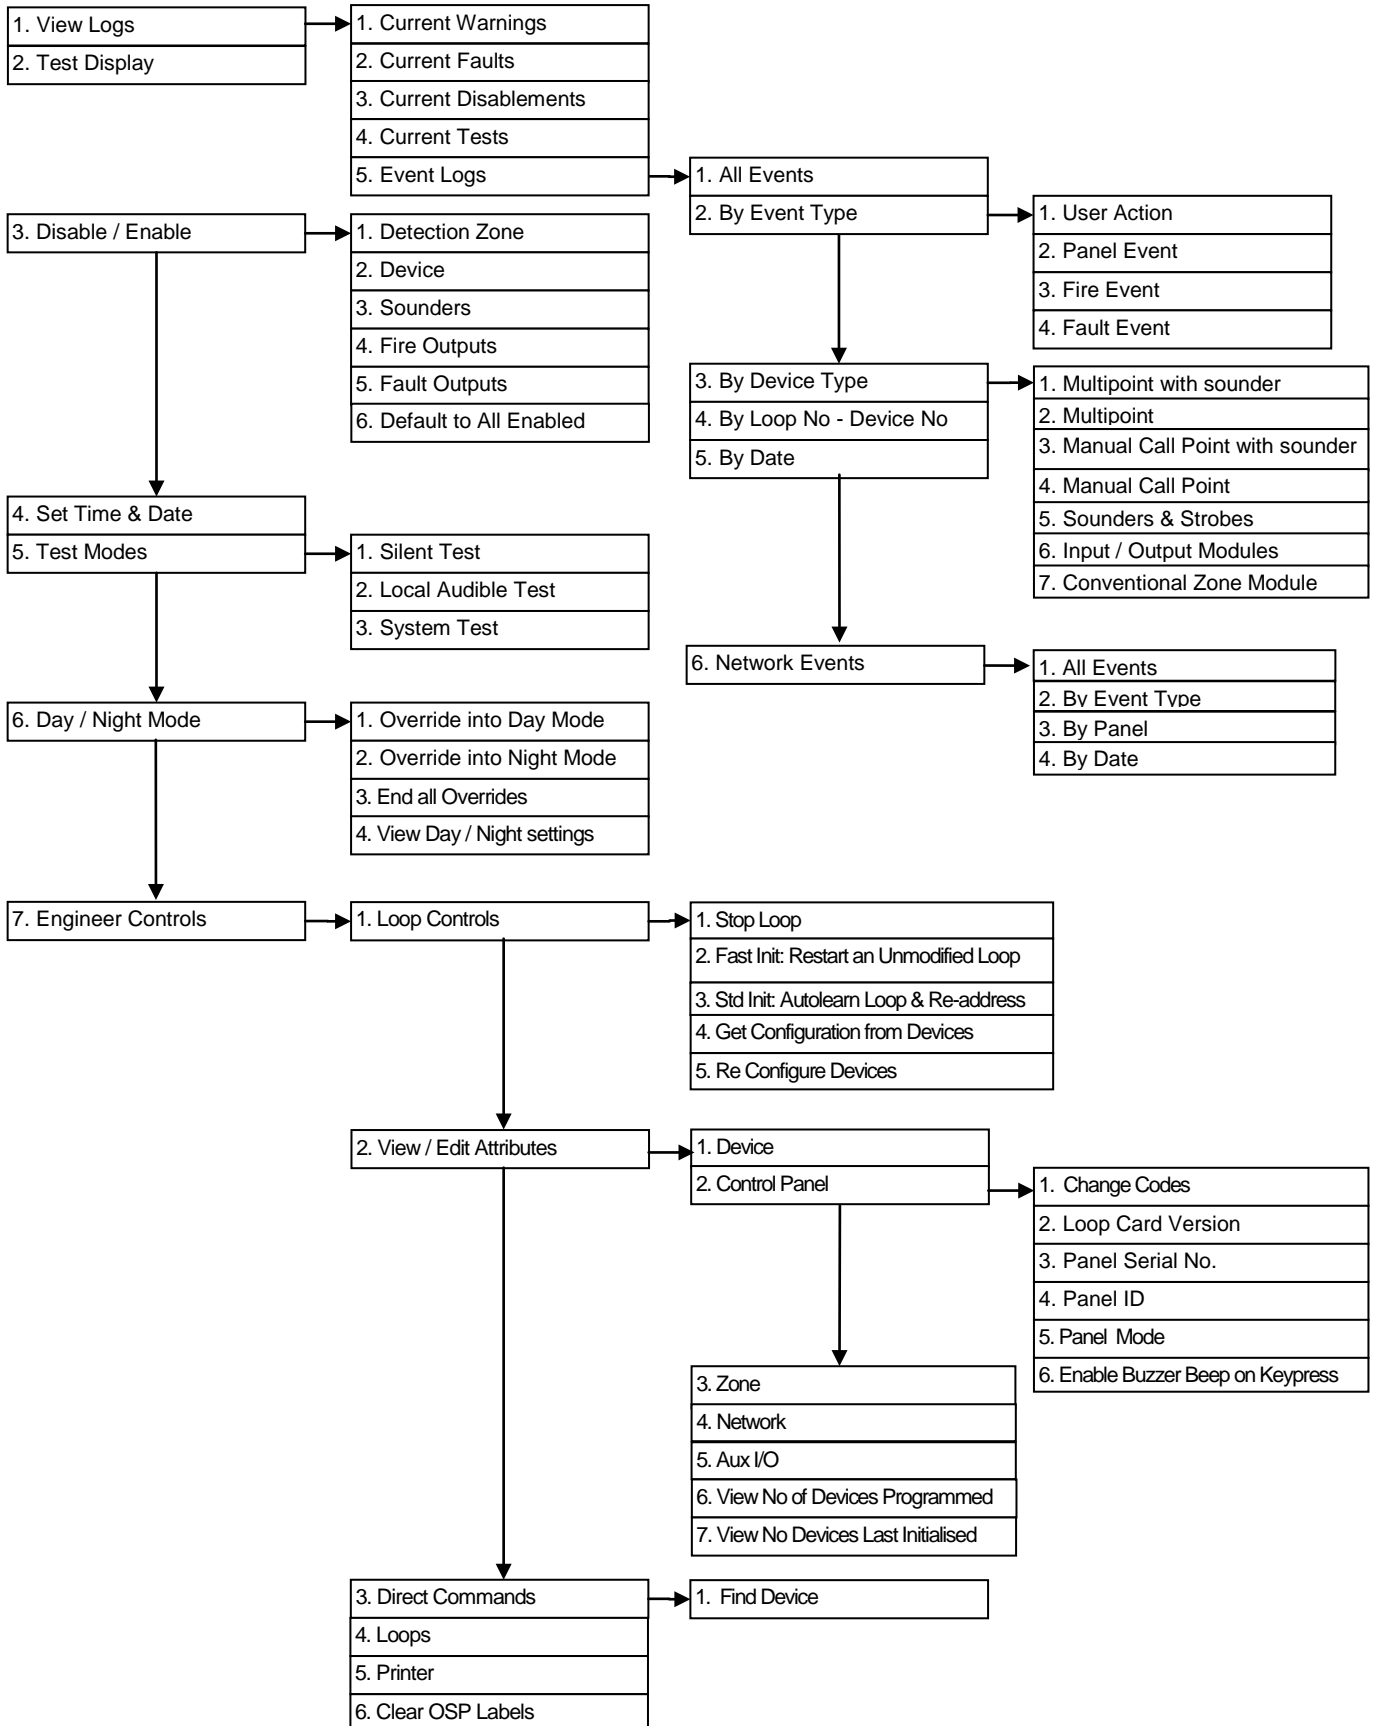 1. View Logs
2. Test Display
1. Current Warnings
2. Current Faults
3. Current Disablements
4. Current Tests
5. Event Logs
1. All Events
2. By Event Type
1. User Action
2. Panel Event
3. Fire Event
4. Fault Event
3. Disable / Enable
1. Detection Zone
2. Device
3. Sounders
4. Fire Outputs
5. Fault Outputs
6. Default to All Enabled
3. By Device Type
4. By Loop No - Device No
5. By Date
1. Multipoint with sounder
2. Multipoint
3. Manual Call Point with sounder
4. Manual Call Point
5. Sounders & Strobes
6. Input / Output Modules
7. Conventional Zone Module
4. Set Time & Date
5. Test Modes
1. Silent Test
2. Local Audible Test
3. System Test
6. Network Events
1. All Events
2. By Event Type
3. By Panel
4. By Date
6. Day / Night Mode
1. Override into Day Mode
2. Override into Night Mode
3. End all Overrides
4. View Day / Night settings
7. Engineer Controls
1. Loop Controls
1. Stop Loop
2. Fast Init: Restart an Unmodified Loop
3. Std Init: Autolearn Loop & Re-address
4. Get Configuration from Devices
5. Re Configure Devices
2. View / Edit Attributes
1. Device
2. Control Panel
1. Change Codes
2. Loop Card Version
3. Panel Serial No.
4. Panel ID
5. Panel Mode
6. Enable Buzzer Beep on Keypress
3. Zone
4. Network
5. Aux I/O
6. View No of Devices Programmed
7. View No Devices Last Initialised
3. Direct Commands
4. Loops
5. Printer
6. Clear OSP Labels
1. Find Device